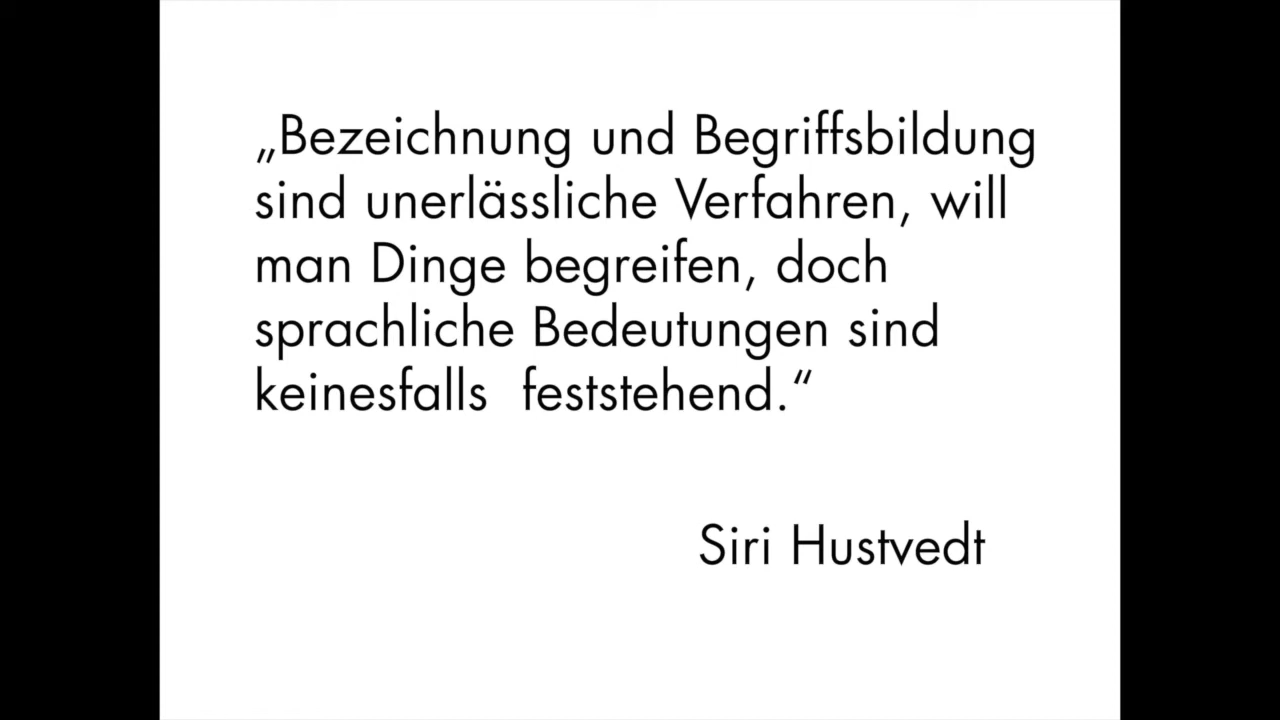 „Bezeichnung und Begriffsbildung
sind unerlässliche Verfahren, will
man Dinge begreifen, doch
sprachliche Bedeutungen sind
keinesfalls  feststehend.“
Siri Hustvedt